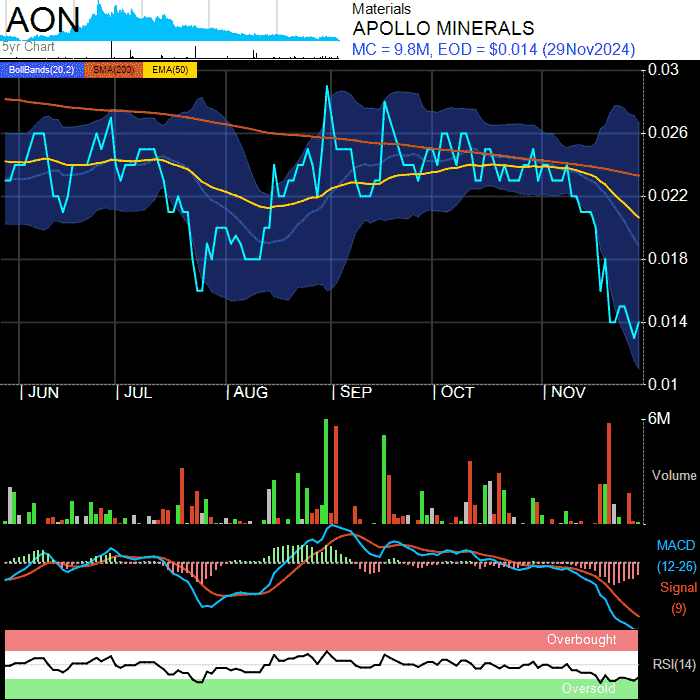 AON
5yr Chart
Materials
APOLLO MINERALS
MC = 9.8M, EOD = $0.014 (29Nov2024)
BollBands(20,2) SMA(200) EMA(50)
0.03
0.026
0.022
0.018
0.014
0.01
JUN JUL AUG SEP OCT NOV
6M
Volume
MACD
(12-26)
Signal
(9)
Overbought
RSI(14)
Oversold